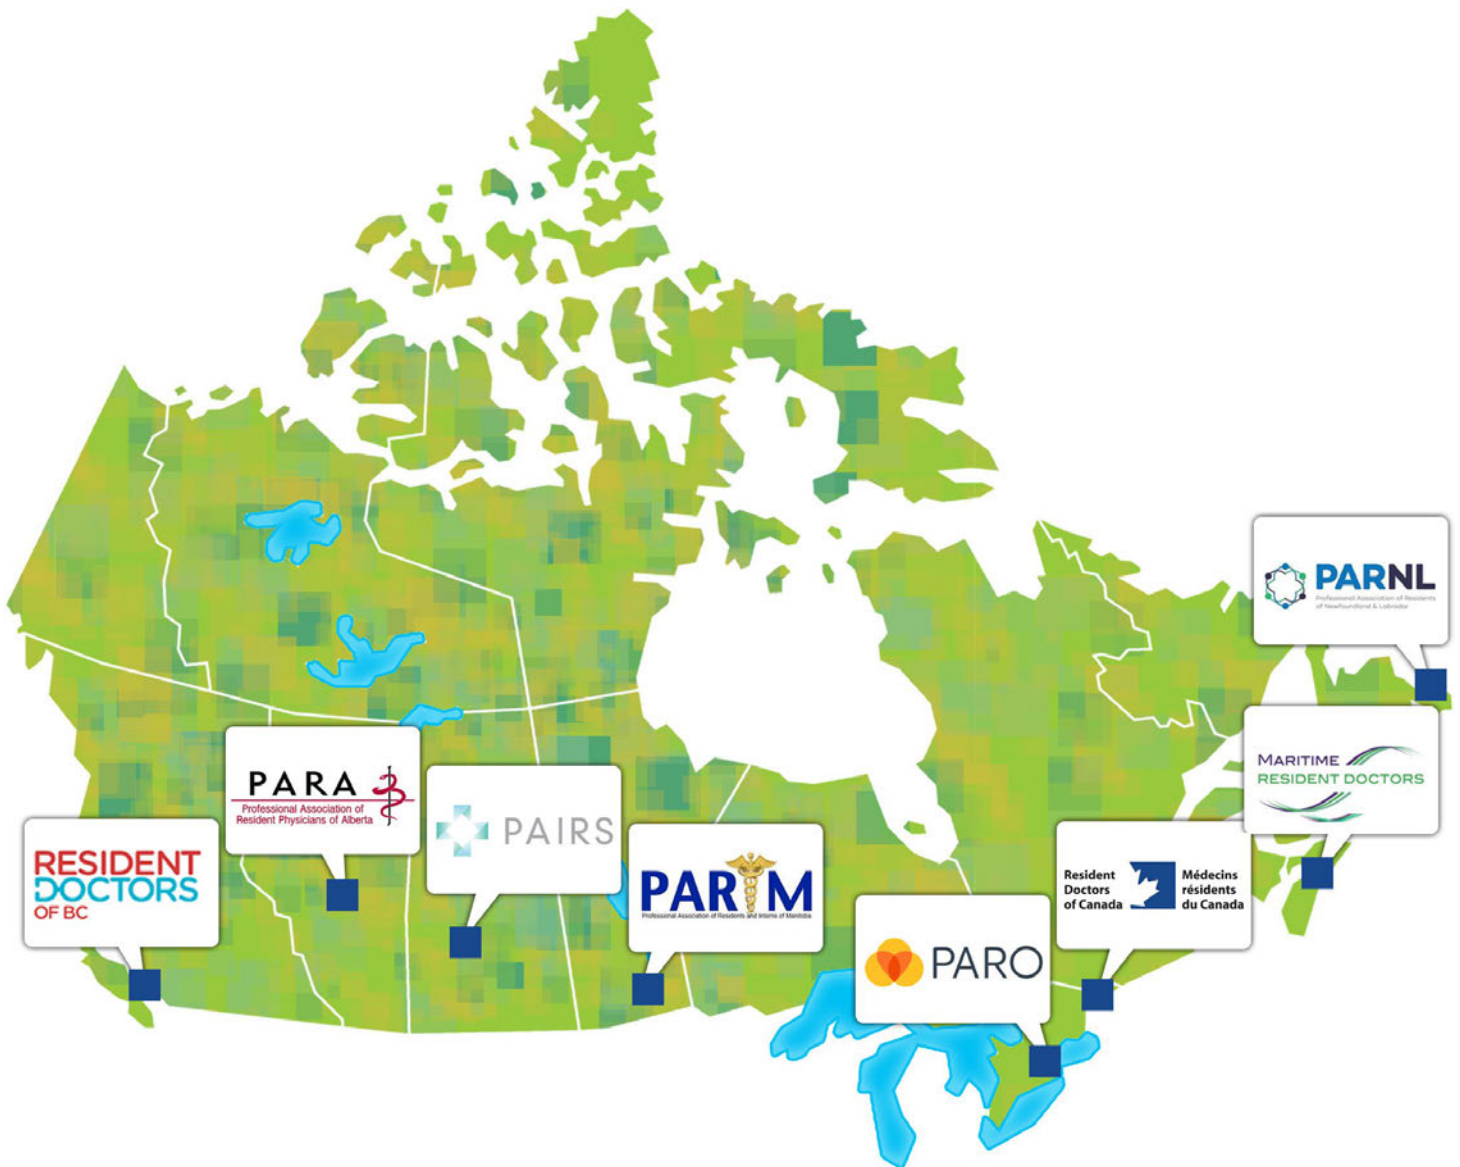 PARNL
Professional Association of Residents
of Newfoundland & Labrador
MARITIME
RESIDENT DOCTORS
PARA
Professional Association of
Resident Physicians of Alberta
PAIRS
RESIDENT
DOCTORS
OF BC
PARIM
Professional Association of Residents and Interns of Manitoba
Resident
Doctors
of Canada
Médecins
résidents
du Canada
PARO